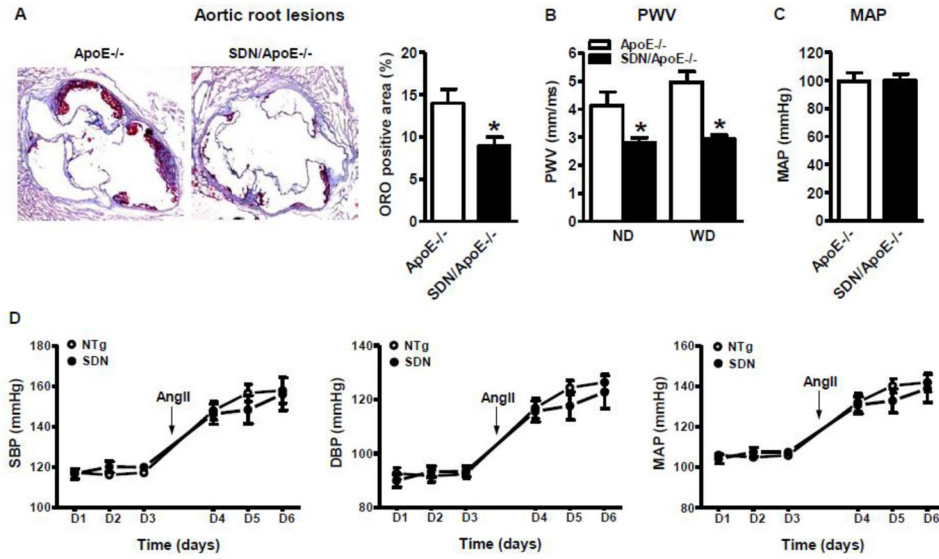 A
Aortic root lesions
ApoE-/-
SDN/ApoE-/-
ORO positive area (%)
20
15
10
5
0
*
ApoE-/-
SDN/ApoE-/-
B
PWV
ApoE-/-
SDN/ApoE-/-
PWV (mm/ms)
6
5
4
3
2
1
0
*
*
ND
WD
C
MAP
MAP (mmHg)
120
100
80
60
40
20
0
ApoE-/-
SDN/ApoE-/-
D
NTg
SDN
AngII
SBP (mmHg)
180
160
140
120
100
D1 D2 D3 D4 D5 D6
Time (days)
NTg
SDN
AngII
DBP (mmHg)
140
120
100
80
D1 D2 D3 D4 D5 D6
Time (days)
NTg
SDN
AngII
MAP (mmHg)
160
140
120
100
80
D1 D2 D3 D4 D5 D6
Time (days)